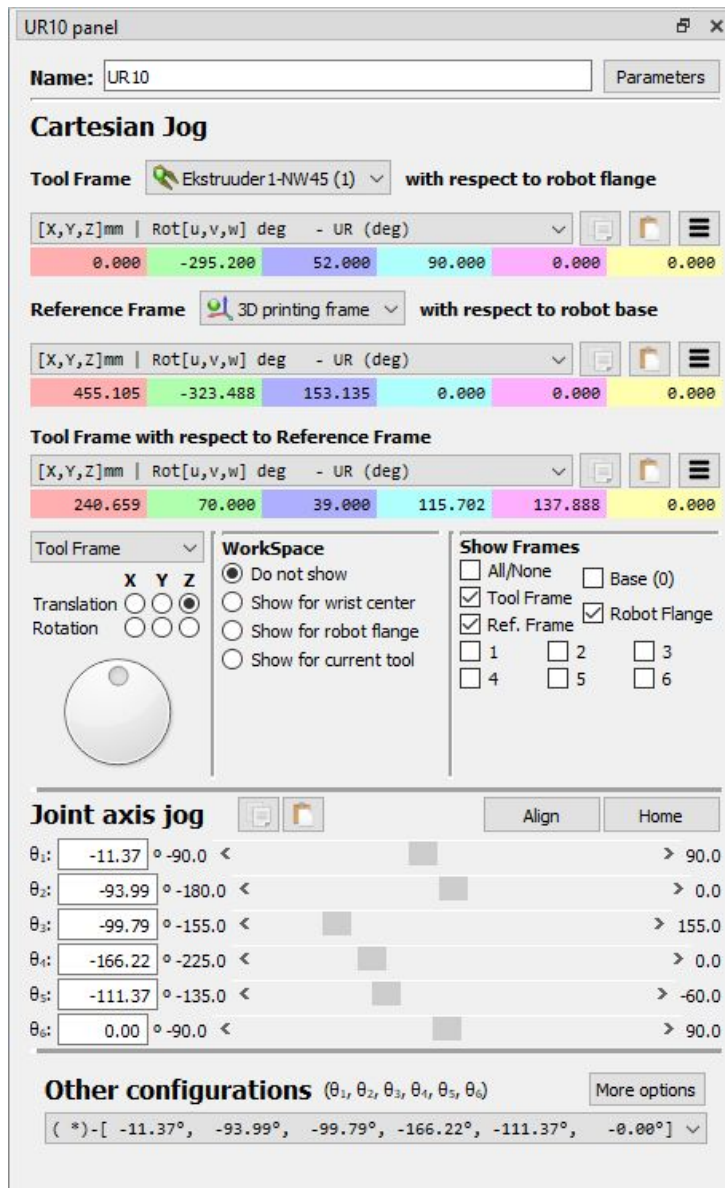 UR10 panel
Name: UR10 Parameters
Cartesian Jog
Tool Frame Ekstruuder1-NW45 (1) with respect to robot flange
[X,Y,Z]mm | Rot[u,v,w] deg - UR (deg)
0.000 -295.200 52.000 90.000 0.000 0.000
Reference Frame 3D printing frame with respect to robot base
[X,Y,Z]mm | Rot[u,v,w] deg - UR (deg)
455.105 -323.488 153.135 0.000 0.000 0.000
Tool Frame with respect to Reference Frame
[X,Y,Z]mm | Rot[u,v,w] deg - UR (deg)
240.659 70.000 39.000 115.702 137.888 0.000
Tool Frame
X Y Z
Translation
Rotation
WorkSpace
Do not show
Show for wrist center
Show for robot flange
Show for current tool
Show Frames
All/None Base (0)
Tool Frame Robot Flange
Ref. Frame
1 2 3
4 5 6
Joint axis jog Align Home
θ₁: -11.37 º -90.0 < > 90.0
θ₂: -93.99 º -180.0 < > 0.0
θ₃: -99.79 º -155.0 < > 155.0
θ₄: -166.22 º -225.0 < > 0.0
θ₅: -111.37 º -135.0 < > -60.0
θ₆: 0.00 º -90.0 < > 90.0
Other configurations (θ₁, θ₂, θ₃, θ₄, θ₅, θ₆) More options
( *)-[ -11.37°, -93.99°, -99.79°, -166.22°, -111.37°, -0.00°]